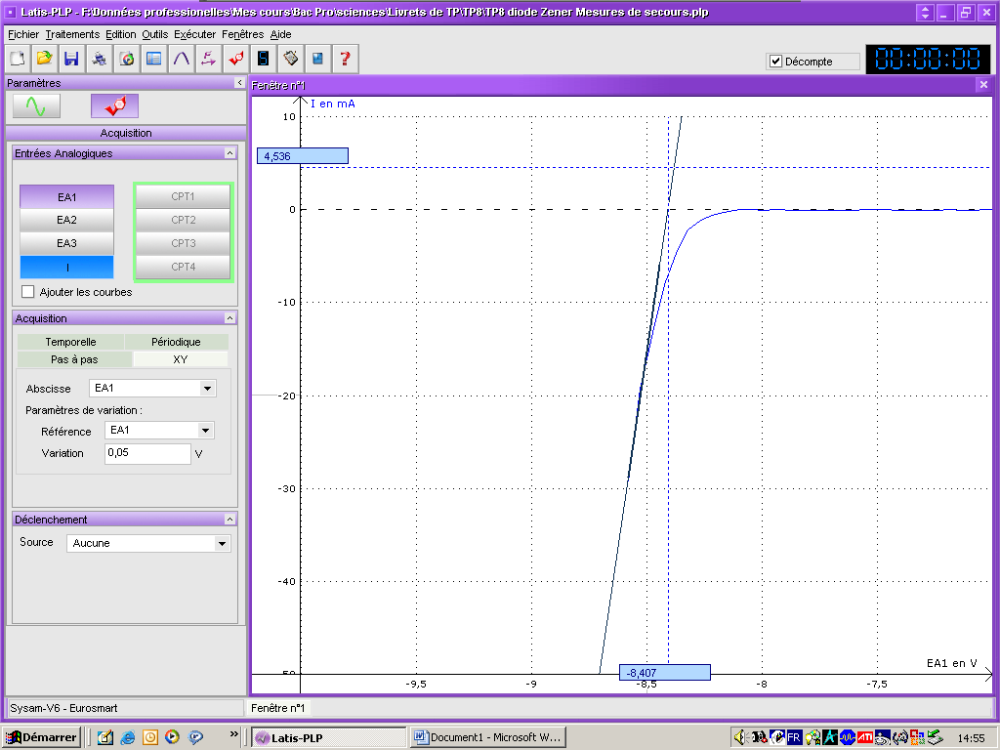 Latis-PLP - F:\Données professionelles\Mes cours\Bac Pro\sciences\Livrets de TP\TP8\TP8 diode Zener Mesures de secours.plp
Fichier Traitements Edition Outils Exécuter Fenêtres Aide
Décompte
00:00:00
Paramètres
Fenêtre n°1
Acquisition
Entrées Analogiques
EA1 CPT1
EA2 CPT2
EA3 CPT3
I CPT4
Ajouter les courbes
Acquisition
Temporelle Périodique
Pas à pas XY
Abscisse EA1
Paramètres de variation :
Référence EA1
Variation 0,05 V
Déclenchement
Source Aucune
I en mA
10
4,536
0
-10
-20
-30
-40
-50
EA1 en V
-8,407
-9,5 -9 -8,5 -8 -7,5
Sysam-V6 - Eurosmart
Fenêtre n°1
Démarrer
»
Latis-PLP
Document1 - Microsoft W...
«
FR
14:55